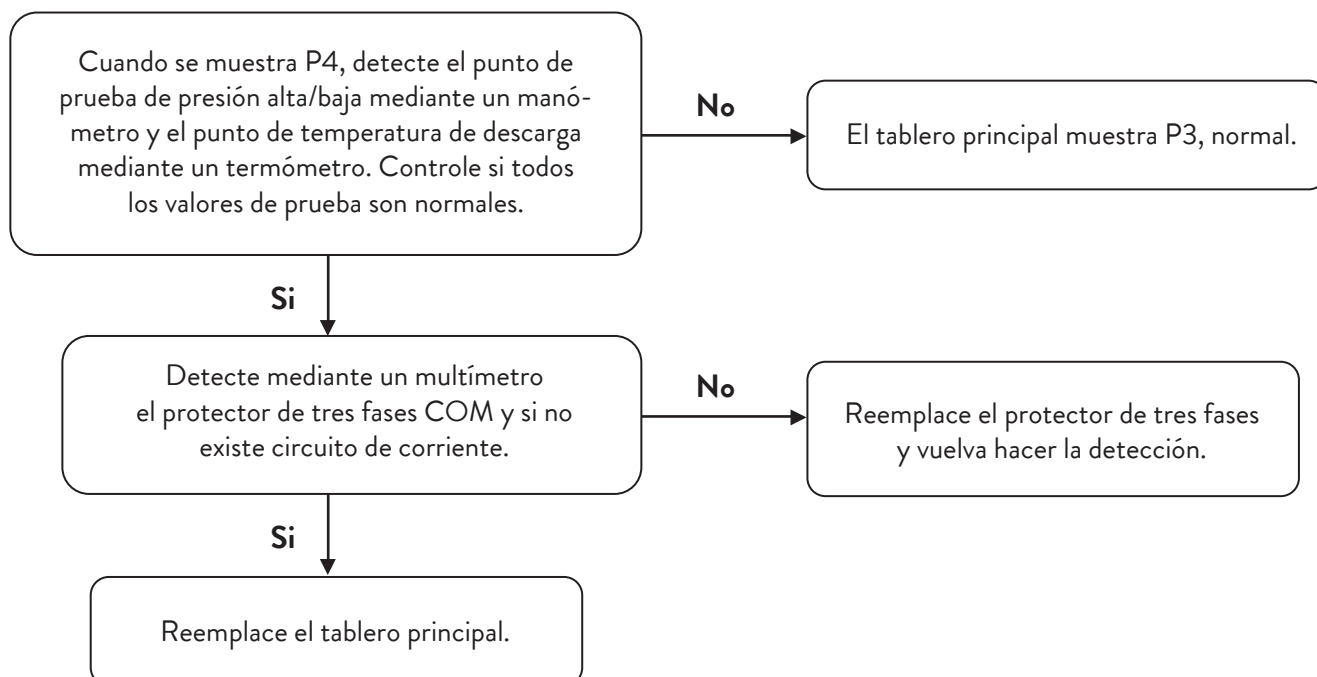 Cuando se muestra P4, detecte el punto de
prueba de presión alta/baja mediante un manó-
metro y el punto de temperatura de descarga
mediante un termómetro. Controle si todos
los valores de prueba son normales.
No
El tablero principal muestra P3, normal.
Si
Detecte mediante un multímetro
el protector de tres fases COM y si no
existe circuito de corriente.
No
Reemplace el protector de tres fases
y vuelva hacer la detección.
Si
Reemplace el tablero principal.